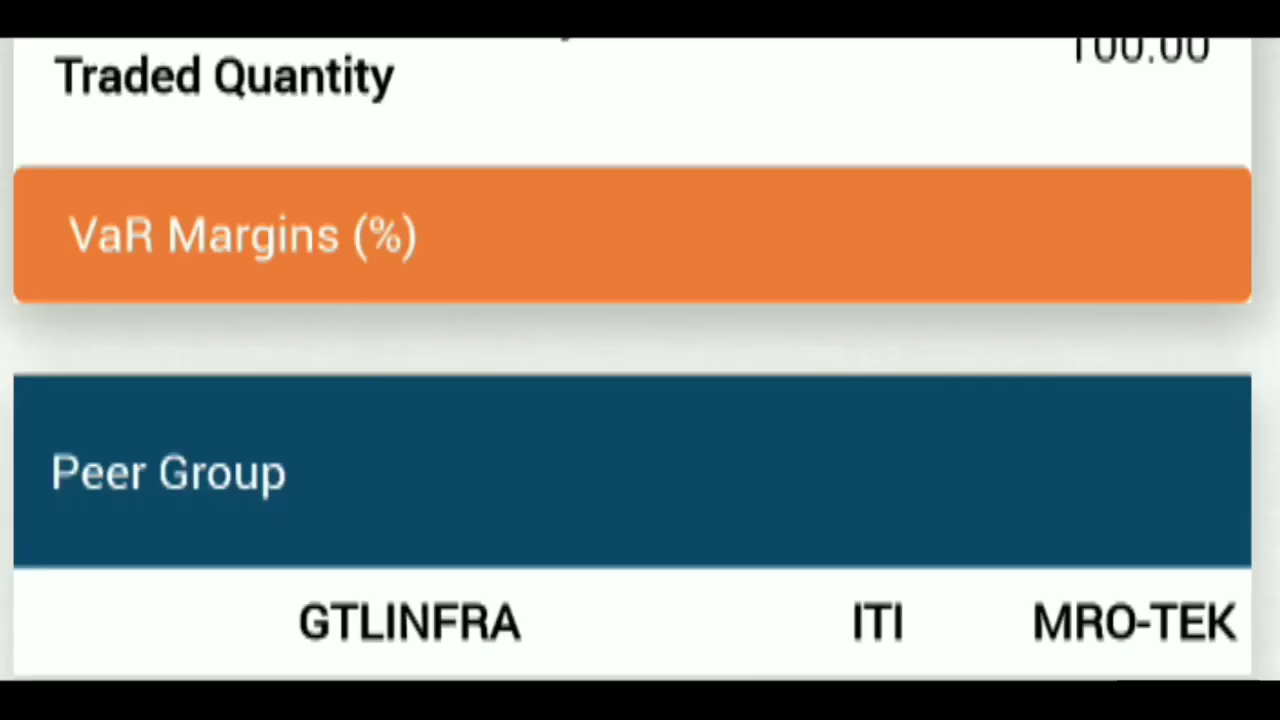 100.00
Traded Quantity
VaR Margins (%)
Peer Group
GTLINFRA ITI MRO-TEK